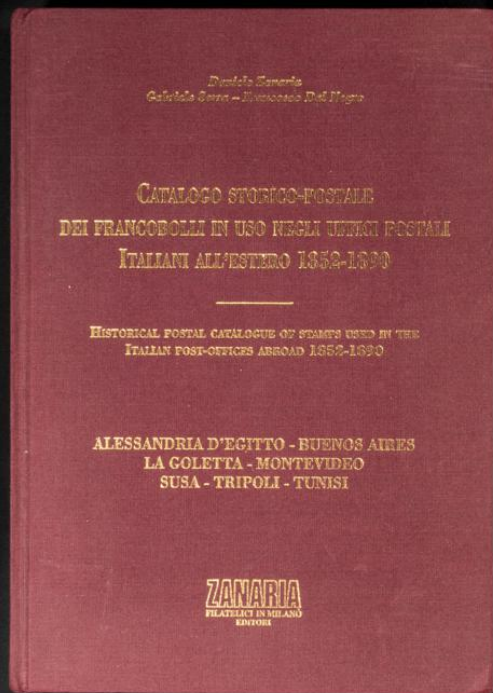 Daniele Zanaria
Gabriele Serra – Francesco Dal Negro
CATALOGO STORICO-POSTALE
DEI FRANCOBOLLI IN USO NEGLI UFFICI POSTALI
ITALIANI ALL'ESTERO 1852-1890
HISTORICAL POSTAL CATALOGUE OF STAMPS USED IN THE
ITALIAN POST-OFFICES ABROAD 1852-1890
ALESSANDRIA D'EGITTO - BUENOS AIRES
LA GOLETTA - MONTEVIDEO
SUSA - TRIPOLI - TUNISI
ZANARIA
FILATELICI IN MILANO
EDITORI